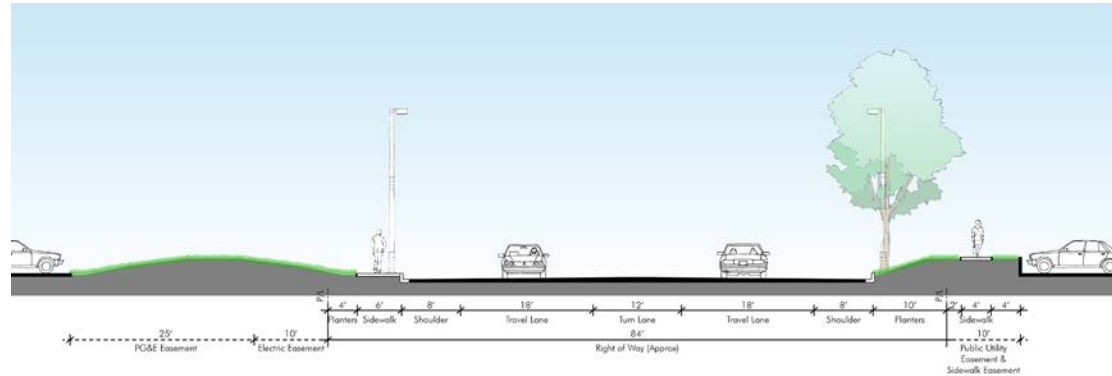 P/L
P/L
4' 6' 8' 18' 12' 18' 8' 10' 2' 4' 4'
Planters Sidewalk Shoulder Travel Lane Turn Lane Travel Lane Shoulder Planters Sidewalk
25' 10' 84' 10'
PG&E Easement Electric Easement Right of Way (Approx) Public Utility
Easement &
Sidewalk Easement